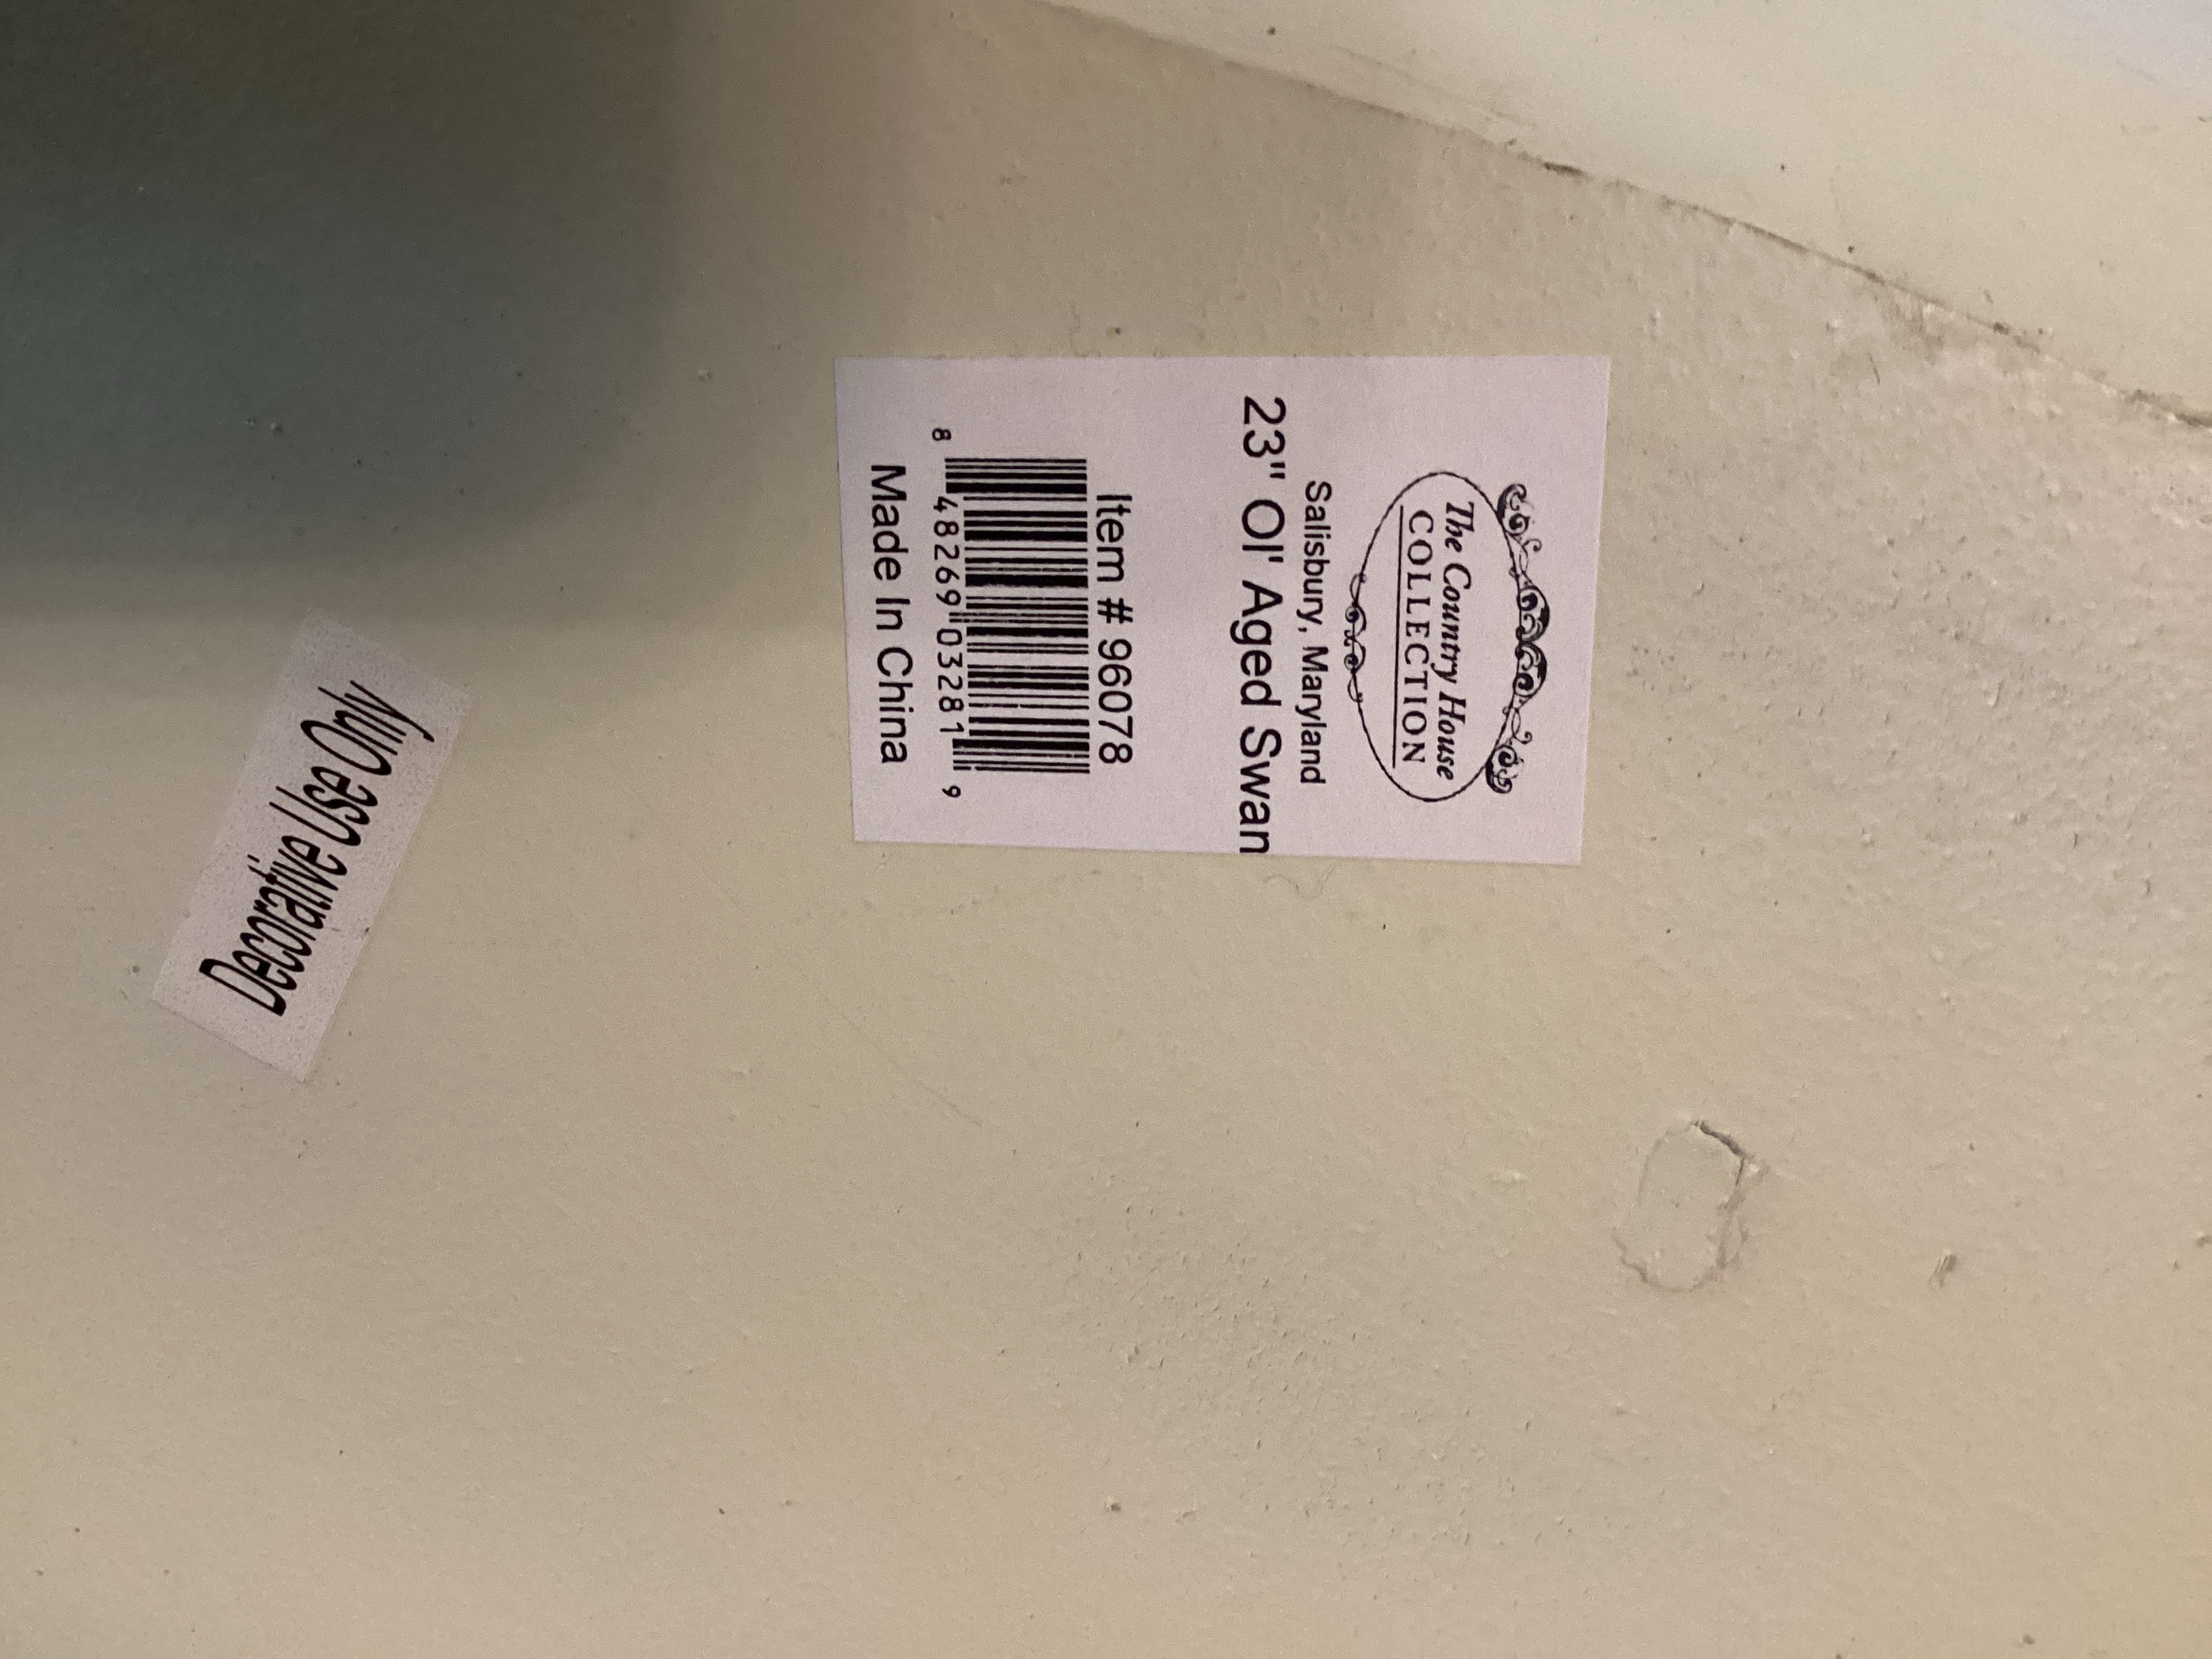 The Country House
COLLECTION
Salisbury, Maryland
23" Ol' Aged Swan
Item # 96078
8 48269 03281 9
Made In China
Decorative Use Only